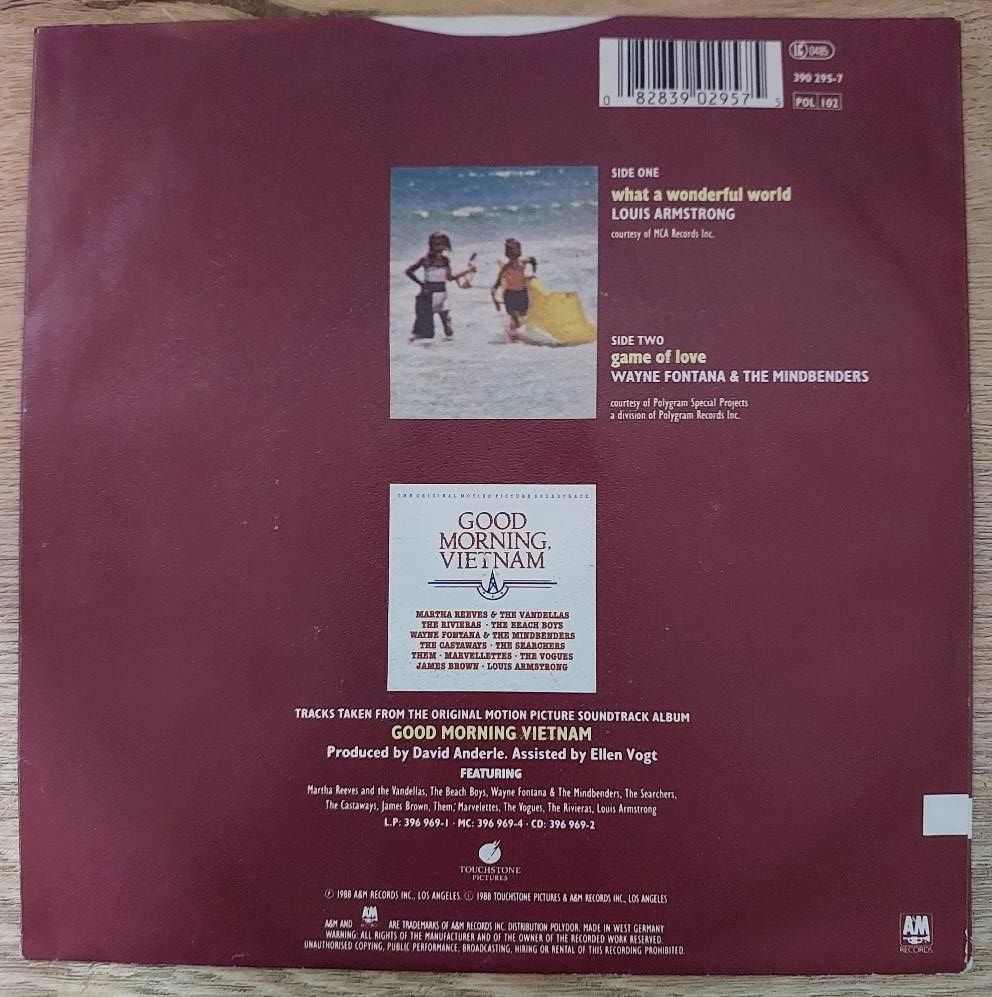 LC 0485
390 295-7
POL 102
0 82839 02957 5
SIDE ONE
what a wonderful world
LOUIS ARMSTRONG
courtesy of MCA Records Inc.
SIDE TWO
game of love
WAYNE FONTANA & THE MINDBENDERS
courtesy of Polygram Special Projects
a division of Polygram Records Inc.
THE ORIGINAL MOTION PICTURE SOUNDTRACK
GOOD
MORNING,
VIETNAM
MARTHA REEVES & THE VANDELLAS
THE RIVIERAS · THE BEACH BOYS
WAYNE FONTANA & THE MINDBENDERS
THE CASTAWAYS · THE SEARCHERS
THEM · MARVELLETTES · THE VOGUES
JAMES BROWN · LOUIS ARMSTRONG
TRACKS TAKEN FROM THE ORIGINAL MOTION PICTURE SOUNDTRACK ALBUM
GOOD MORNING VIETNAM
Produced by David Anderle. Assisted by Ellen Vogt
FEATURING
Martha Reeves and the Vandellas, The Beach Boys, Wayne Fontana & The Mindbenders, The Searchers,
The Castaways, James Brown, Them, Marvelettes, The Vogues, The Rivieras, Louis Armstrong
L.P: 396 969-1 · MC: 396 969-4 · CD: 396 969-2
TOUCHSTONE
PICTURES
℗ 1988 A&M RECORDS INC., LOS ANGELES. © 1988 TOUCHSTONE PICTURES & A&M RECORDS INC., LOS ANGELES
A&M AND A&M RECORDS ARE TRADEMARKS OF A&M RECORDS INC. DISTRIBUTION POLYDOR. MADE IN WEST GERMANY
WARNING: ALL RIGHTS OF THE MANUFACTURER AND OF THE OWNER OF THE RECORDED WORK RESERVED.
UNAUTHORISED COPYING, PUBLIC PERFORMANCE, BROADCASTING, HIRING OR RENTAL OF THIS RECORDING PROHIBITED.
A&M
RECORDS